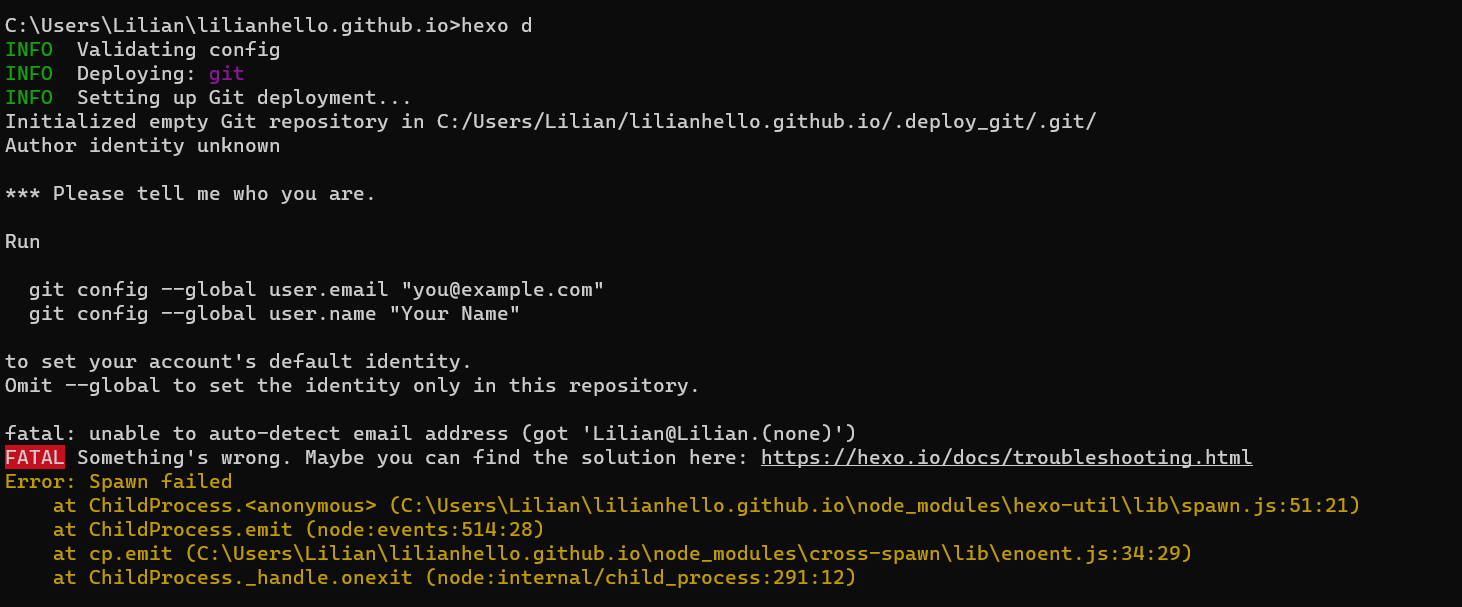 C:\Users\Lilian\lilianhello.github.io>hexo d
INFO  Validating config
INFO  Deploying: git
INFO  Setting up Git deployment...
Initialized empty Git repository in C:/Users/Lilian/lilianhello.github.io/.deploy_git/.git/
Author identity unknown

*** Please tell me who you are.

Run

  git config --global user.email "you@example.com"
  git config --global user.name "Your Name"

to set your account's default identity.
Omit --global to set the identity only in this repository.

fatal: unable to auto-detect email address (got 'Lilian@Lilian.(none)')
FATAL Something's wrong. Maybe you can find the solution here: https://hexo.io/docs/troubleshooting.html
Error: Spawn failed
    at ChildProcess.<anonymous> (C:\Users\Lilian\lilianhello.github.io\node_modules\hexo-util\lib\spawn.js:51:21)
    at ChildProcess.emit (node:events:514:28)
    at cp.emit (C:\Users\Lilian\lilianhello.github.io\node_modules\cross-spawn\lib\enoent.js:34:29)
    at ChildProcess._handle.onexit (node:internal/child_process:291:12)